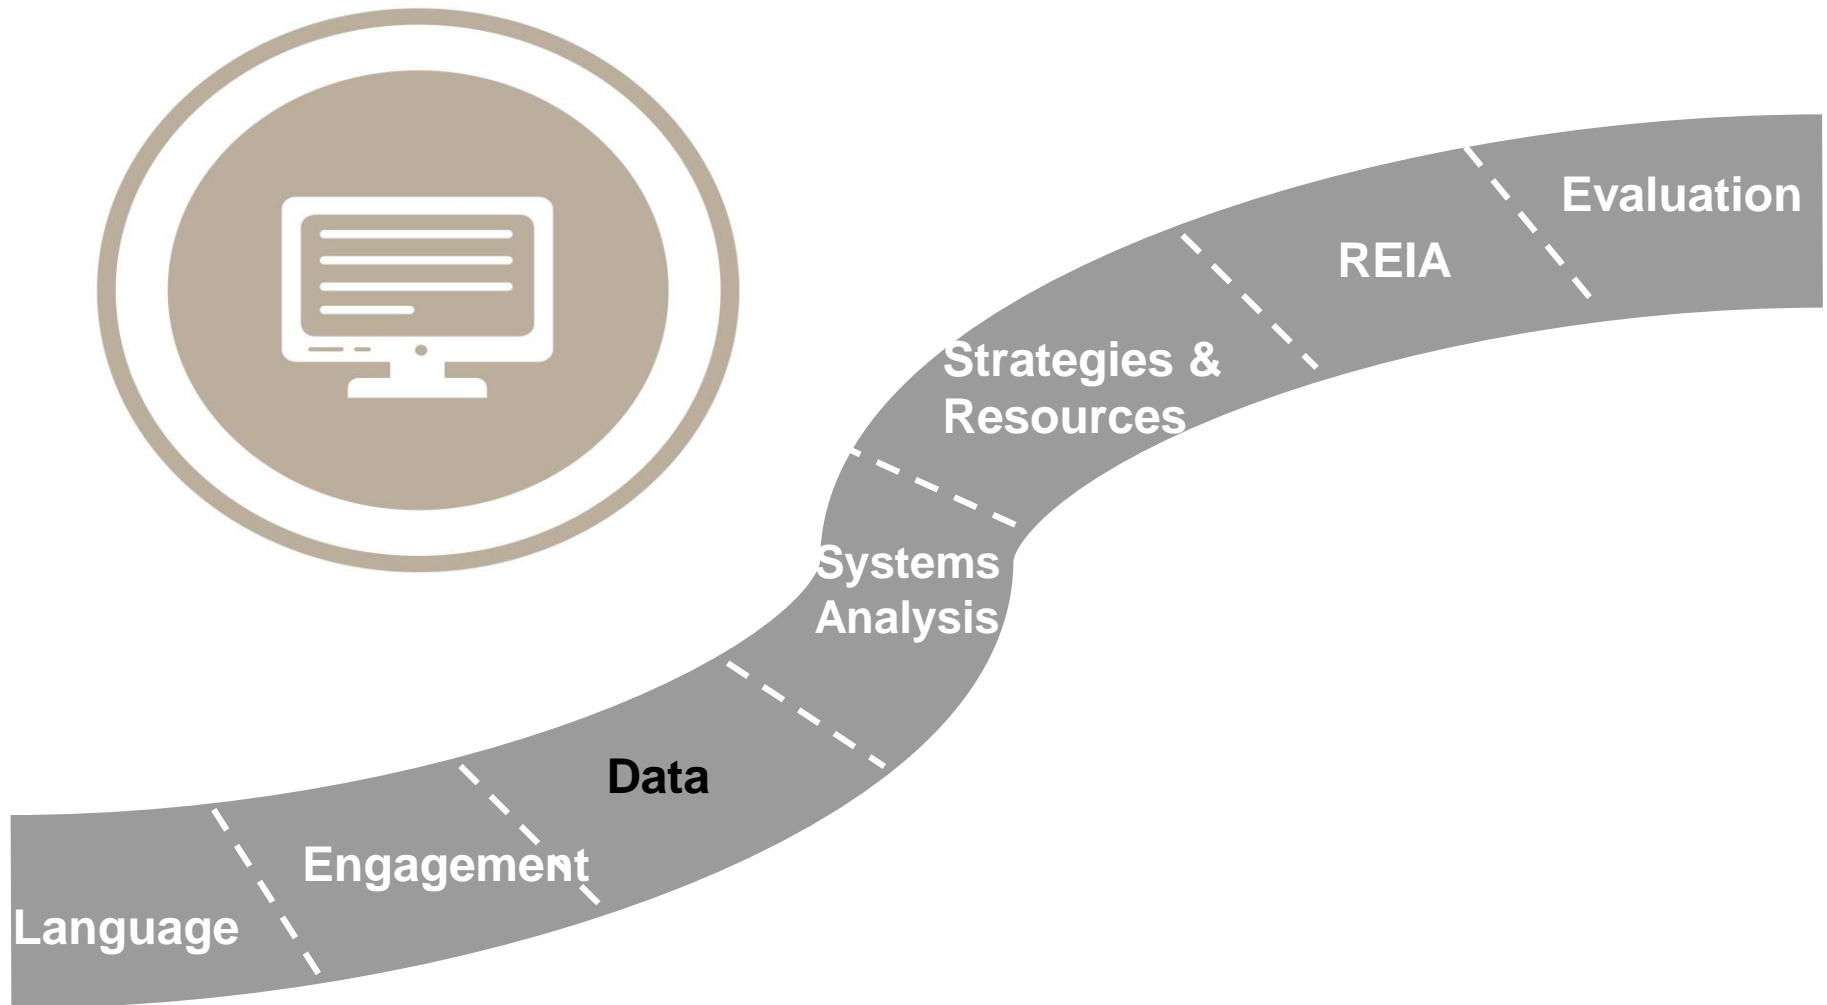 Language
Engagement
Data
Systems
Analysis
Strategies &
Resources
REIA
Evaluation